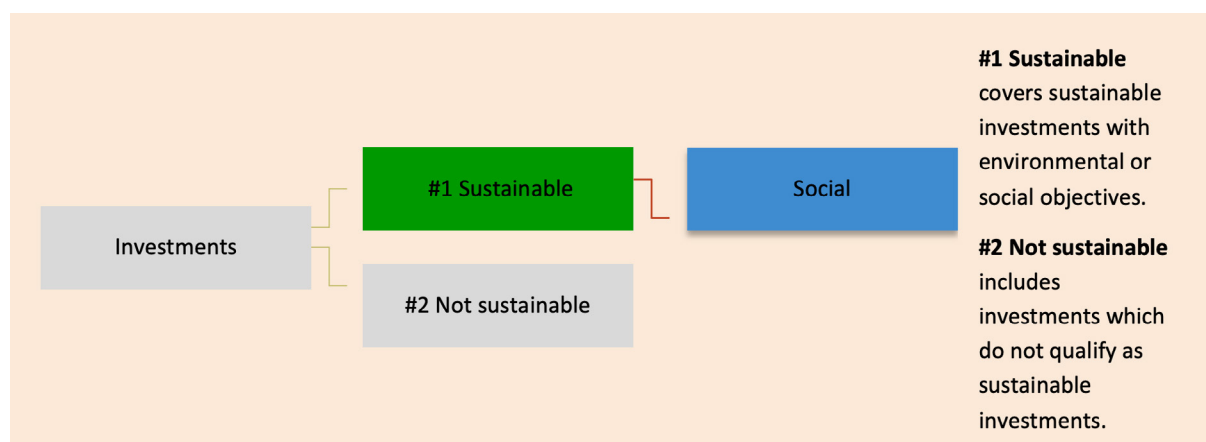 Investments
#1 Sustainable
Social
#2 Not sustainable
#1 Sustainable
covers sustainable
investments with
environmental or
social objectives.
#2 Not sustainable
includes
investments which
do not qualify as
sustainable
investments.